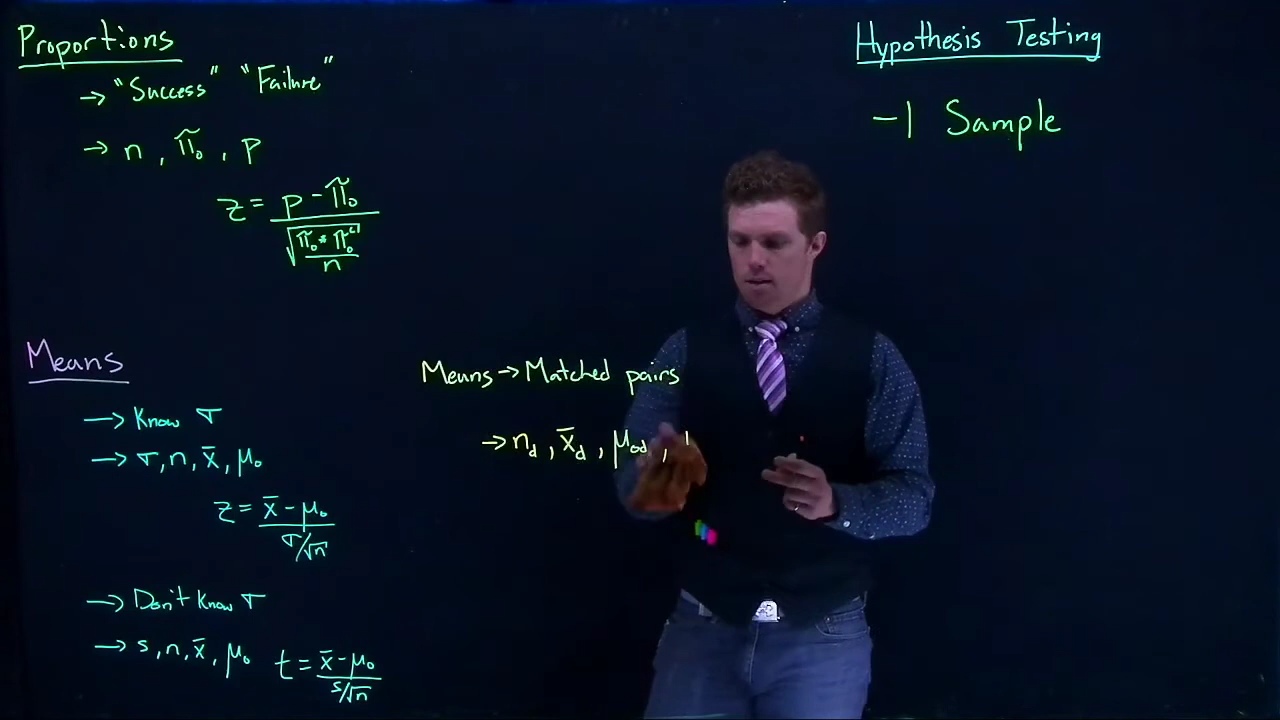 Proportions
→ "Success" "Failure"
→ n, π̃₀, p
z = (p - π̃₀) / √(π̃₀ * π̃₀ᶜ / n)
Means
→ Know σ
→ σ, n, x̄, μ₀
z = (x̄ - μ₀) / (σ/√n)
→ Don't Know σ
→ s, n, x̄, μ₀
t = (x̄ - μ₀) / (s/√n)
Means → Matched pairs
→ n_d, x̄_d, μ_0d,
Hypothesis Testing
- 1 Sample